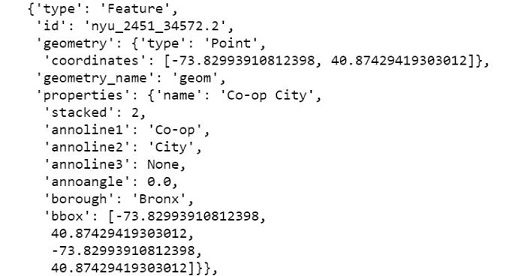 {'type': 'Feature',
'id': 'nyu_2451_34572.2',
'geometry': {'type': 'Point',
'coordinates': [-73.82993910812398, 40.87429419303012]},
'geometry_name': 'geom',
'properties': {'name': 'Co-op City',
'stacked': 2,
'annoline1': 'Co-op',
'annoline2': 'City',
'annoline3': None,
'annoangle': 0.0,
'borough': 'Bronx',
'bbox': [-73.82993910812398,
40.87429419303012,
-73.82993910812398,
40.87429419303012]}},